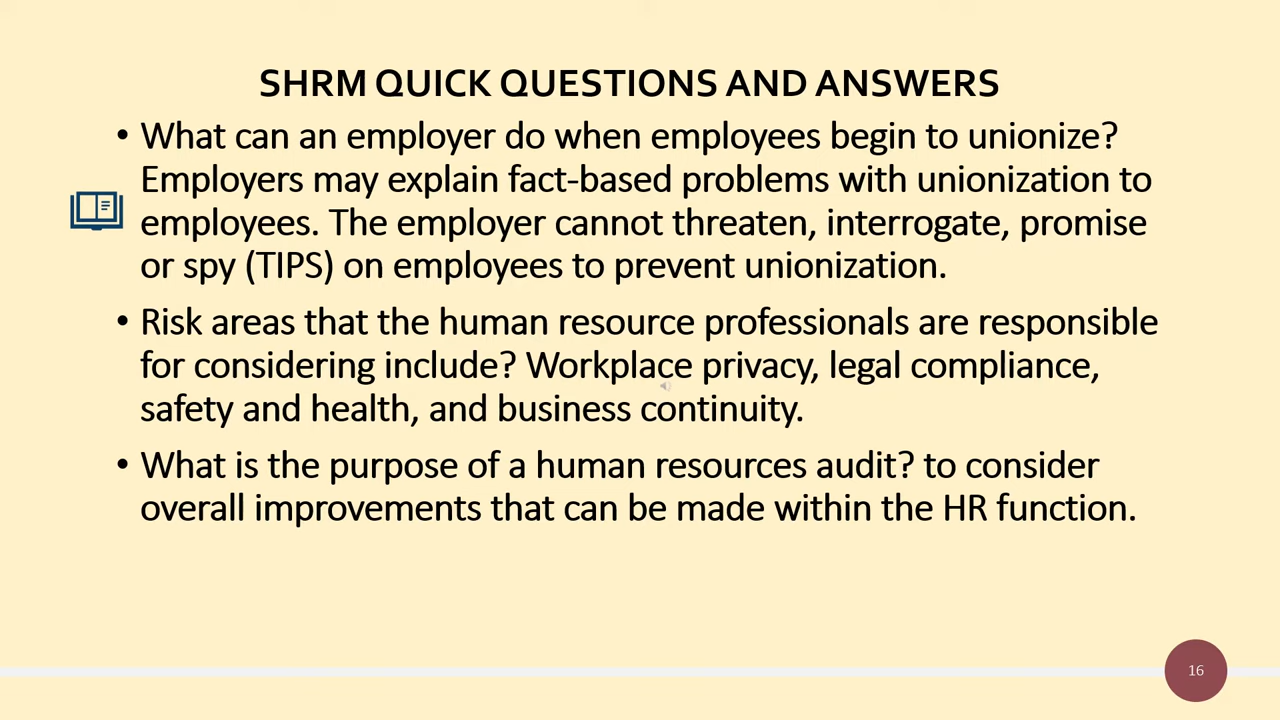 SHRM QUICK QUESTIONS AND ANSWERS
• What can an employer do when employees begin to unionize?
Employers may explain fact-based problems with unionization to
employees. The employer cannot threaten, interrogate, promise
or spy (TIPS) on employees to prevent unionization.
• Risk areas that the human resource professionals are responsible
for considering include? Workplace privacy, legal compliance,
safety and health, and business continuity.
• What is the purpose of a human resources audit? to consider
overall improvements that can be made within the HR function.
16